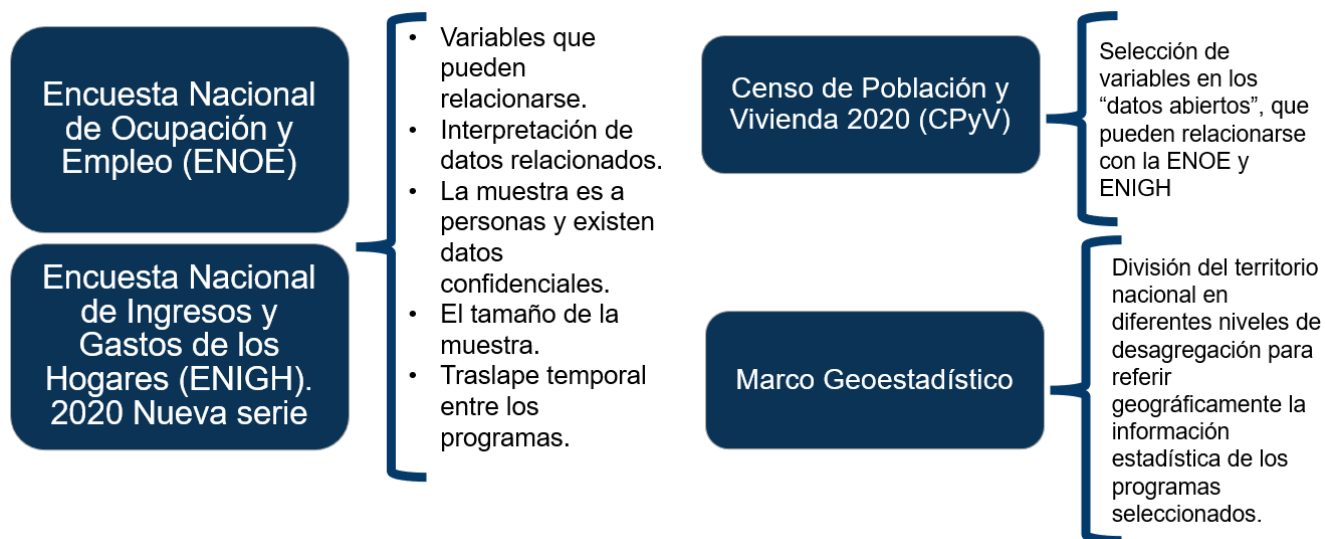 Encuesta Nacional
de Ocupación y
Empleo (ENOE)
Encuesta Nacional
de Ingresos y
Gastos de los
Hogares (ENIGH).
2020 Nueva serie
• Variables que
pueden
relacionarse.
• Interpretación de
datos relacionados.
• La muestra es a
personas y existen
datos
confidenciales.
• El tamaño de la
muestra.
• Traslape temporal
entre los
programas.
Censo de Población y
Vivienda 2020 (CPyV)
Selección de
variables en los
“datos abiertos”, que
pueden relacionarse
con la ENOE y
ENIGH
Marco Geoestadístico
División del territorio
nacional en
diferentes niveles de
desagregación para
referir
geográficamente la
información
estadística de los
programas
seleccionados.